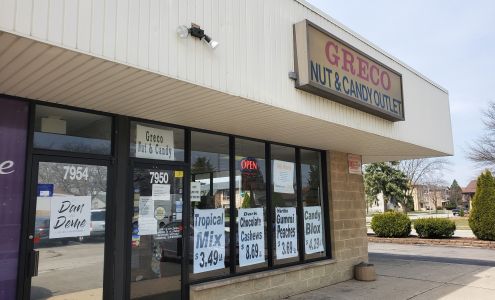 GRECO
NUT & CANDY OUTLET
Greco
Nut & Candy
7954
7950
Dan
Deme
OPEN
Tropical
Mix
$3.49
Dark
Chocolate
Cashews
$8.69
Gummi
Peaches
$3.69
Candy
Blox
$4.29
e